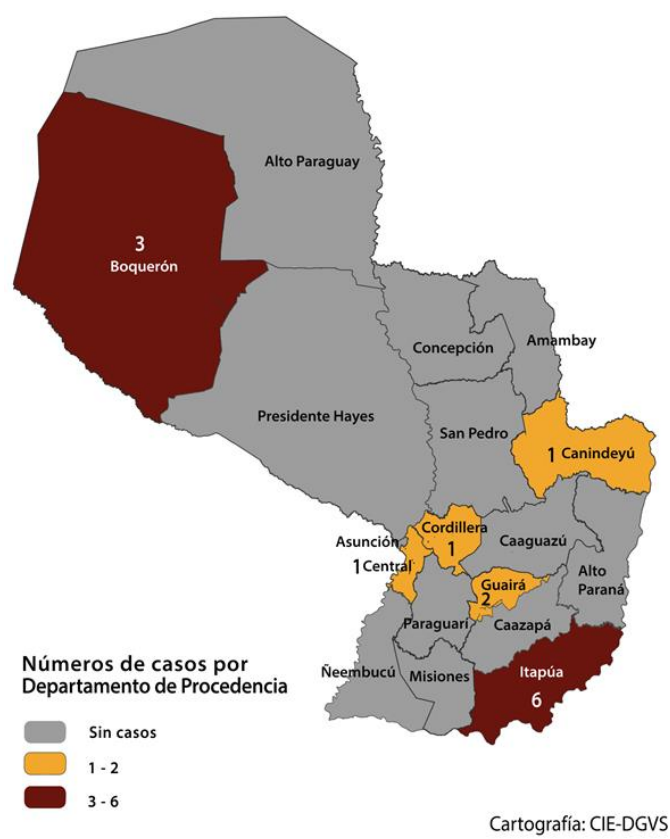 Alto Paraguay
3
Boquerón
Concepción
Amambay
Presidente Hayes
San Pedro
1 Canindeyú
Cordillera
1
Asunción
1 Central
Caaguazú
Guairá
2
Alto
Paraná
Paraguarí
Caazapá
Ñeembucú
Misiones
Itapúa
6
Números de casos por
Departamento de Procedencia
Sin casos
1 - 2
3 - 6
Cartografía: CIE-DGVS